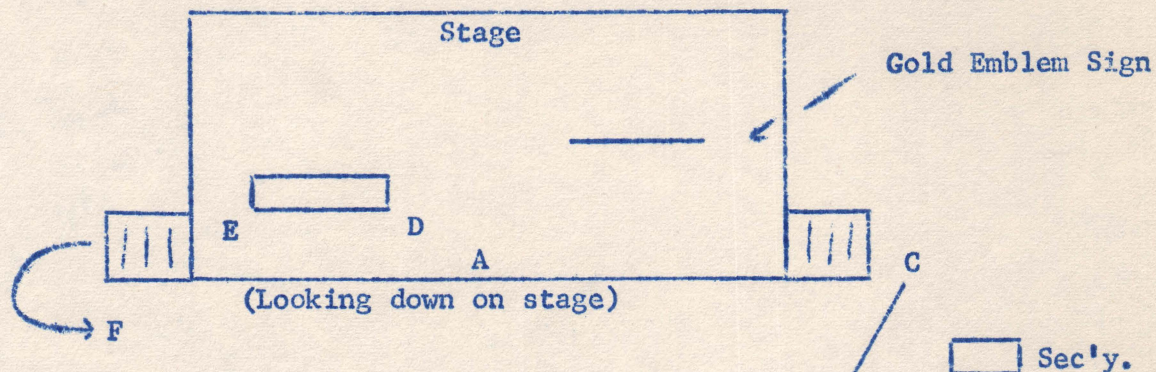 Stage
Gold Emblem Sign
E
D
A
C
(Looking down on stage)
F
Sec'y.